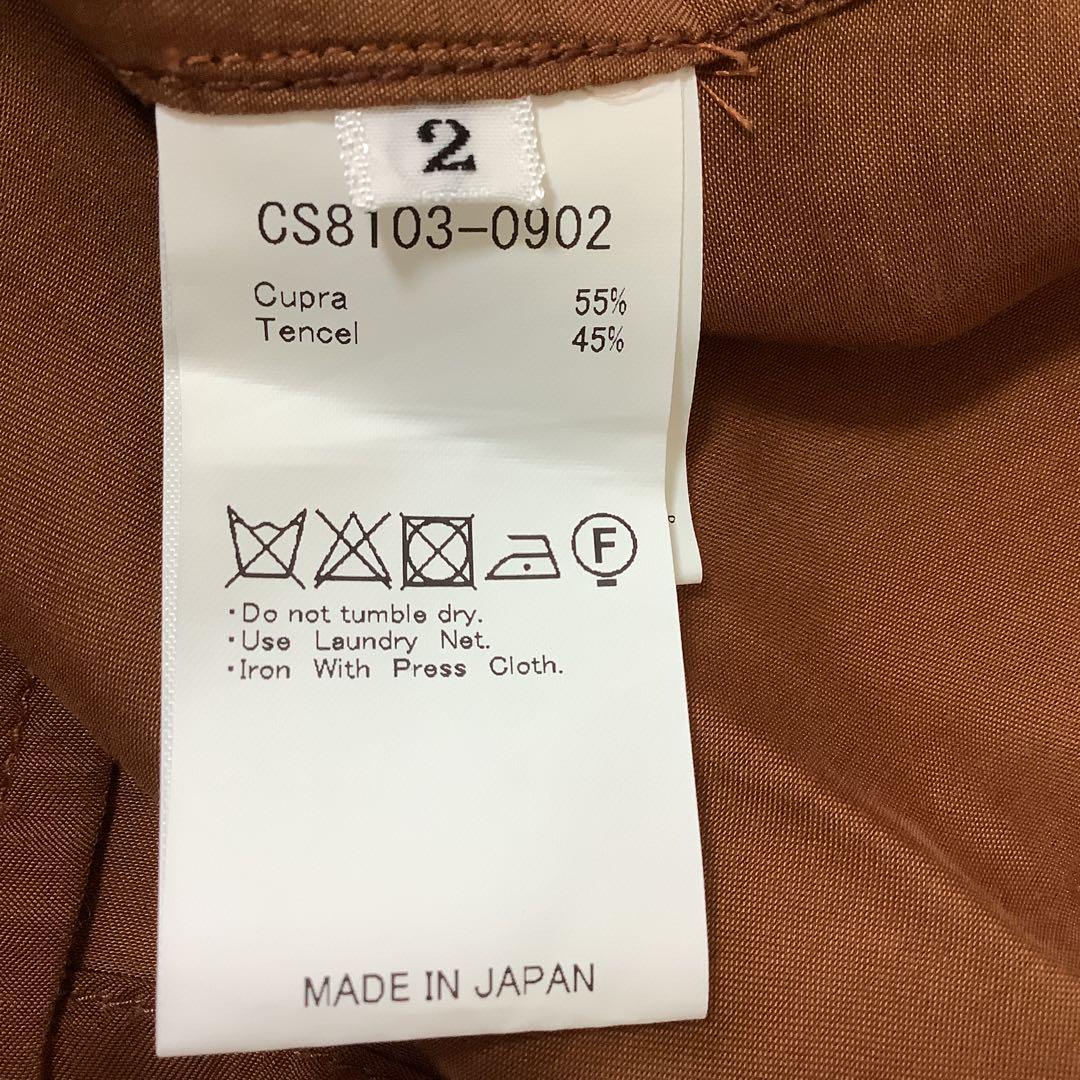 2
CS8103-0902
Cupra 55%
Tencel 45%
F
·Do not tumble dry.
·Use Laundry Net.
·Iron With Press Cloth.
MADE IN JAPAN